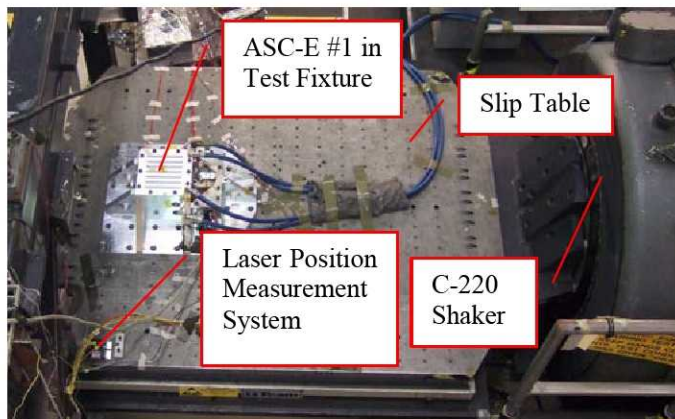 ASC-E #1 in
Test Fixture
Slip Table
Laser Position
Measurement
System
C-220
Shaker